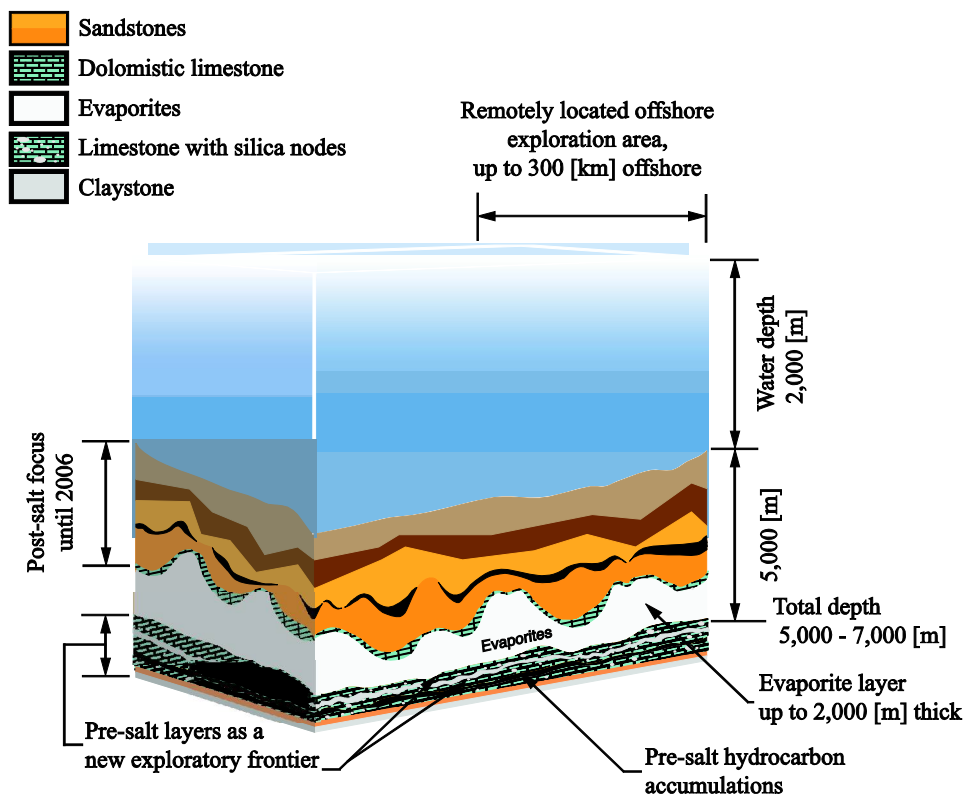 Sandstones
Dolomistic limestone
Evaporites
Limestone with silica nodes
Claystone
Remotely located offshore
exploration area,
up to 300 [km] offshore
Water depth
2,000 [m]
Post-salt focus
until 2006
5,000 [m]
Evaporites
Total depth
5,000 - 7,000 [m]
Evaporite layer
up to 2,000 [m] thick
Pre-salt layers as a
new exploratory frontier
Pre-salt hydrocarbon
accumulations